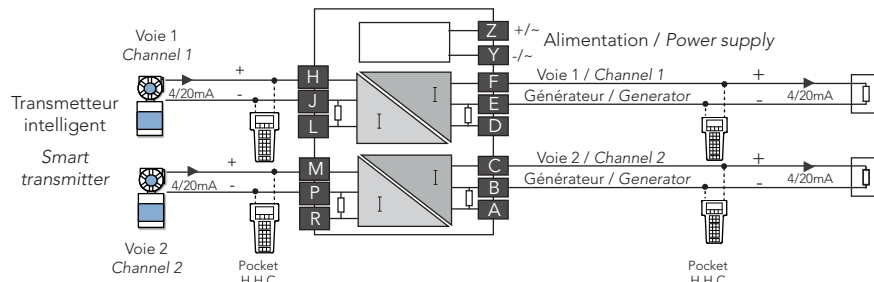 Voie 1
Channel 1
Transmetteur
intelligent
Smart
transmitter
Voie 2
Channel 2
+
4/20mA
-
+
4/20mA
-
Pocket
H.H.C
H
J
L
M
P
R
I
I
I
I
Z
Y
F
E
D
C
B
A
+/~
-/~
Alimentation / Power supply
Voie 1 / Channel 1
Générateur / Generator
+
-
4/20mA
Voie 2 / Channel 2
Générateur / Generator
+
-
4/20mA
Pocket
H.H.C